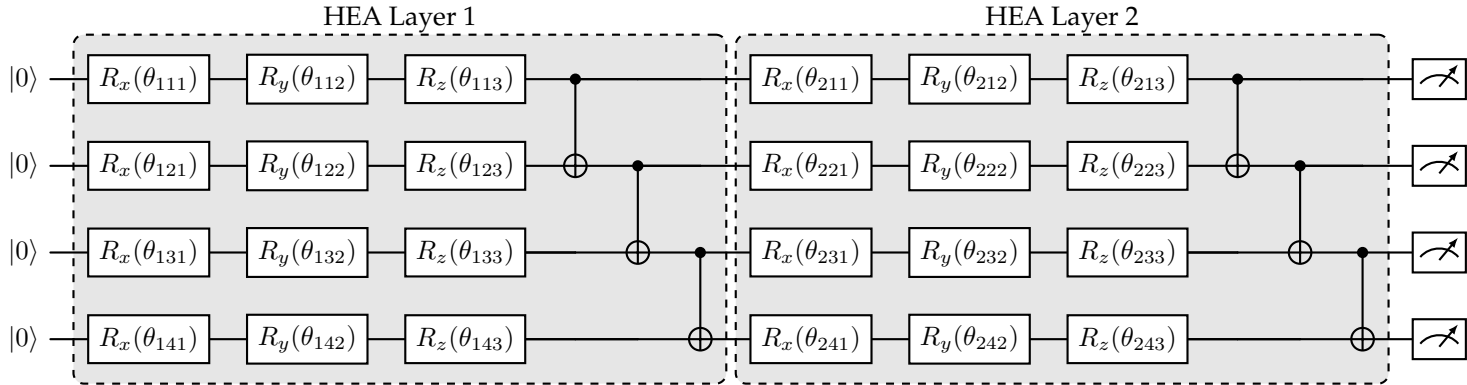 HEA Layer 1 HEA Layer 2
|0⟩ Rx(θ111) Ry(θ112) Rz(θ113) Rx(θ211) Ry(θ212) Rz(θ213)
|0⟩ Rx(θ121) Ry(θ122) Rz(θ123) Rx(θ221) Ry(θ222) Rz(θ223)
|0⟩ Rx(θ131) Ry(θ132) Rz(θ133) Rx(θ231) Ry(θ232) Rz(θ233)
|0⟩ Rx(θ141) Ry(θ142) Rz(θ143) Rx(θ241) Ry(θ242) Rz(θ243)